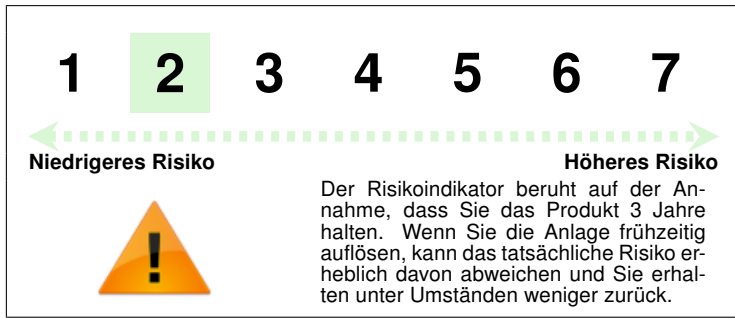 1 2 3 4 5 6 7
Niedrigeres Risiko Höheres Risiko
Der Risikoindikator beruht auf der An-
nahme, dass Sie das Produkt 3 Jahre
halten. Wenn Sie die Anlage frühzeitig
auflösen, kann das tatsächliche Risiko er-
heblich davon abweichen und Sie erhal-
ten unter Umständen weniger zurück.